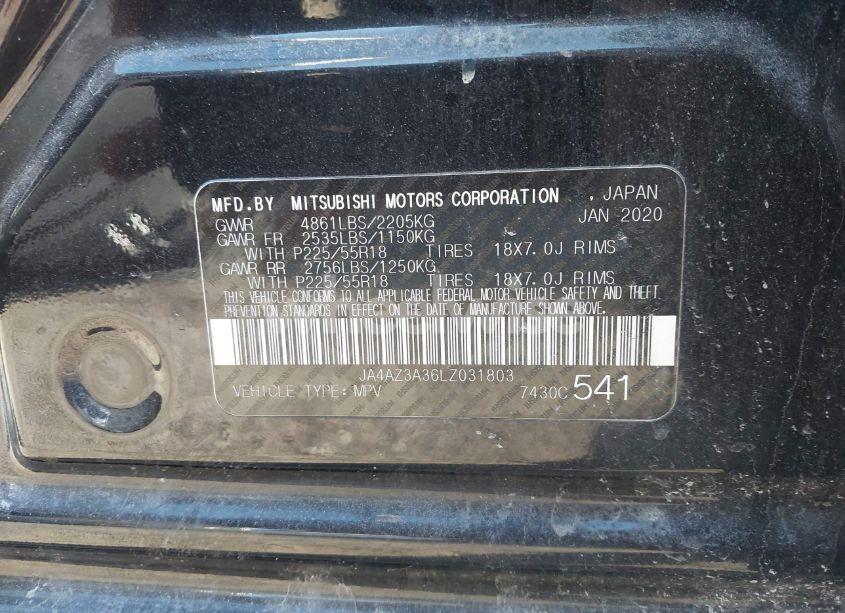 MFD.BY MITSUBISHI MOTORS CORPORATION , JAPAN
GVWR 4861LBS/2205KG JAN 2020
GAWR FR 2535LBS/1150KG
WITH P225/55R18 TIRES 18X7.0J RIMS
GAWR RR 2756LBS/1250KG
WITH P225/55R18 TIRES 18X7.0J RIMS
THIS VEHICLE CONFORMS TO ALL APPLICABLE FEDERAL MOTOR VEHICLE SAFETY AND THEFT
PREVENTION STANDARDS IN EFFECT ON THE DATE OF MANUFACTURE SHOWN ABOVE.
JA4AZ3A36LZ031803
VEHICLE TYPE: MPV 7430C 541